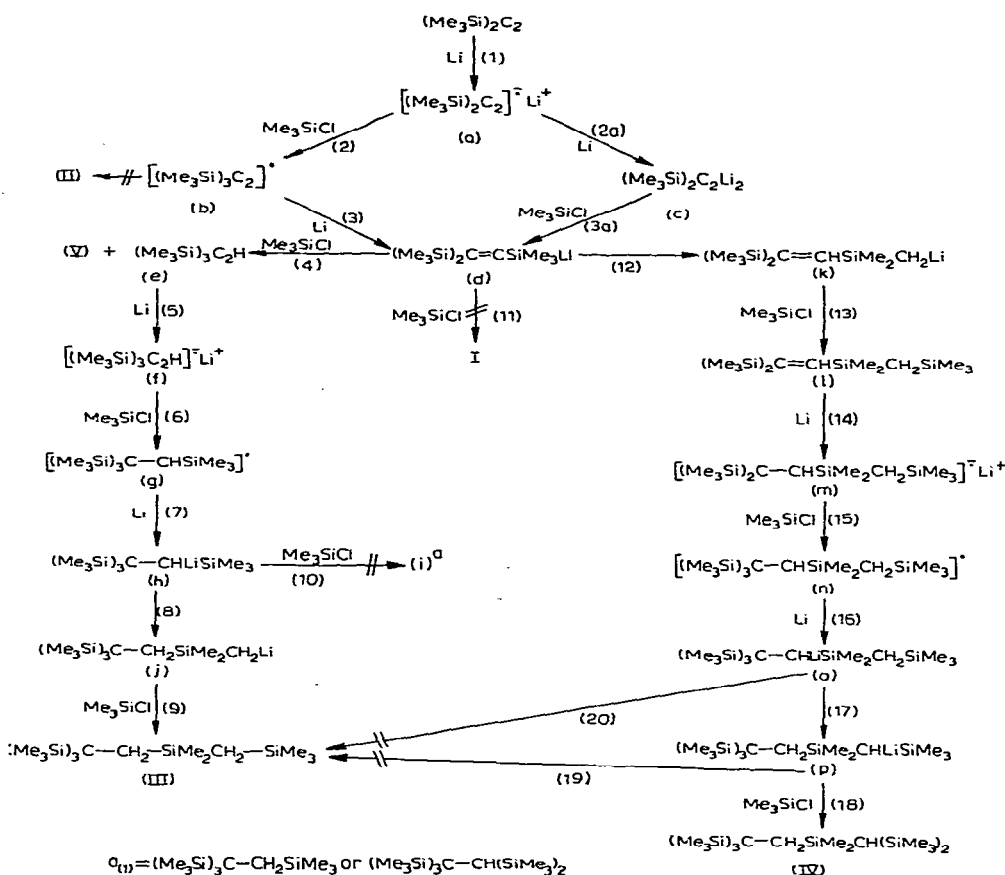 (Me₃Si)₂C₂
Li (1)
[(Me₃Si)₂C₂]⁻• Li⁺
(a)
Me₃SiCl (2)
(2a) Li
(II) [(Me₃Si)₃C₂]•
(b)
(Me₃Si)₂C₂Li₂
(c)
(3) Li
Me₃SiCl (3a)
(V) + (Me₃Si)₃C₂H
(e)
Me₃SiCl (4)
(Me₃Si)₂C=CSiMe₃Li
(d)
(12)
(Me₃Si)₂C=CHSiMe₂CH₂Li
(k)
Li (5)
Me₃SiCl (11)
Me₃SiCl (13)
[(Me₃Si)₃C₂H]⁻• Li⁺
(f)
I
(Me₃Si)₂C=CHSiMe₂CH₂SiMe₃
(l)
Me₃SiCl (6)
Li (14)
[(Me₃Si)₃C—CHSiMe₃]•
(g)
[(Me₃Si)₂C—CHSiMe₂CH₂SiMe₃]⁻• Li⁺
(m)
Li (7)
Me₃SiCl (15)
(Me₃Si)₃C—CHLiSiMe₃
(h)
Me₃SiCl
(10)
(i)ᵃ
[(Me₃Si)₃C—CHSiMe₂CH₂SiMe₃]•
(n)
(8)
Li (16)
(Me₃Si)₃C—CH₂SiMe₂CH₂Li
(j)
(Me₃Si)₃C—CHLiSiMe₂CH₂SiMe₃
(o)
Me₃SiCl (9)
(20)
(17)
(Me₃Si)₃C—CH₂—SiMe₂CH₂—SiMe₃
(III)
(Me₃Si)₃C—CH₂SiMe₂CHLiSiMe₃
(p)
(19)
Me₃SiCl (18)
(Me₃Si)₃C—CH₂SiMe₂CH(SiMe₃)₂
(IV)
a(i)=(Me₃Si)₃C—CH₂SiMe₃ or (Me₃Si)₃C—CH(SiMe₃)₂